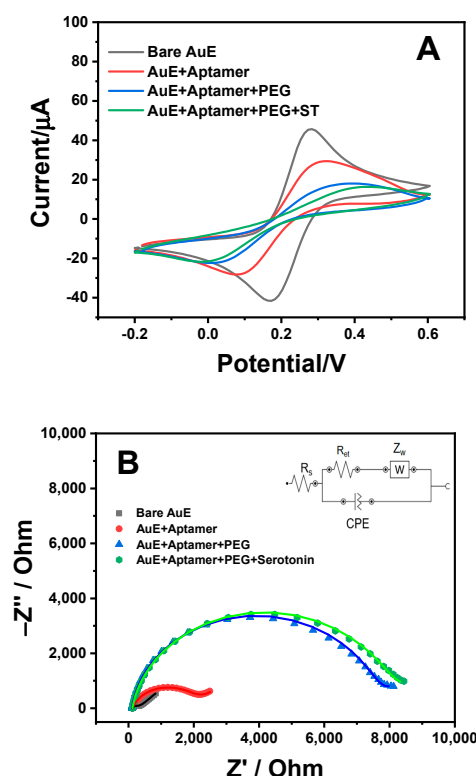 A
Bare AuE
AuE+Aptamer
AuE+Aptamer+PEG
AuE+Aptamer+PEG+ST
Current/μA
100
80
60
40
20
0
-20
-40
-0.2 0.0 0.2 0.4 0.6
Potential/V
B
Bare AuE
AuE+Aptamer
AuE+Aptamer+PEG
AuE+Aptamer+PEG+Serotonin
Rs
Ret
Zw
W
CPE
–Z'' / Ohm
10,000
8,000
6,000
4,000
2,000
0
0 2,000 4,000 6,000 8,000 10,000
Z' / Ohm